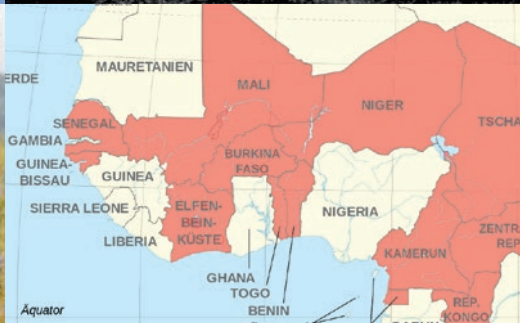 MAURETANIEN
ERDE
MALI
NIGER
TSCHA
SENEGAL
GAMBIA
GUINEA-
BISSAU
GUINEA
BURKINA
FASO
SIERRA LEONE
ELFEN-
BEIN-
KÜSTE
NIGERIA
LIBERIA
ZENTR
REP
KAMERUN
GHANA
TOGO
BENIN
REP.
KONGO
Äquator